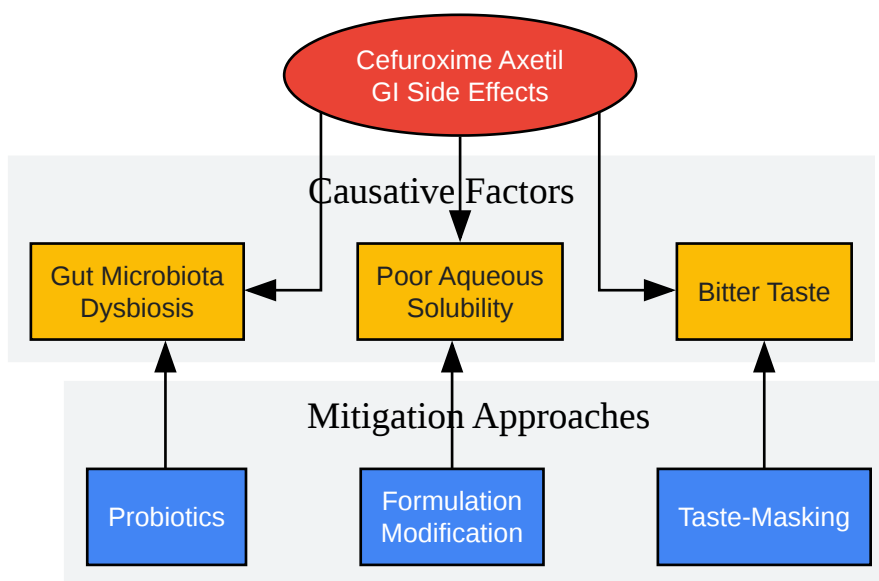 Cefuroxime Axetil
GI Side Effects
Causative Factors
Gut Microbiota
Dysbiosis
Poor Aqueous
Solubility
Bitter Taste
Mitigation Approaches
Probiotics
Formulation
Modification
Taste-Masking